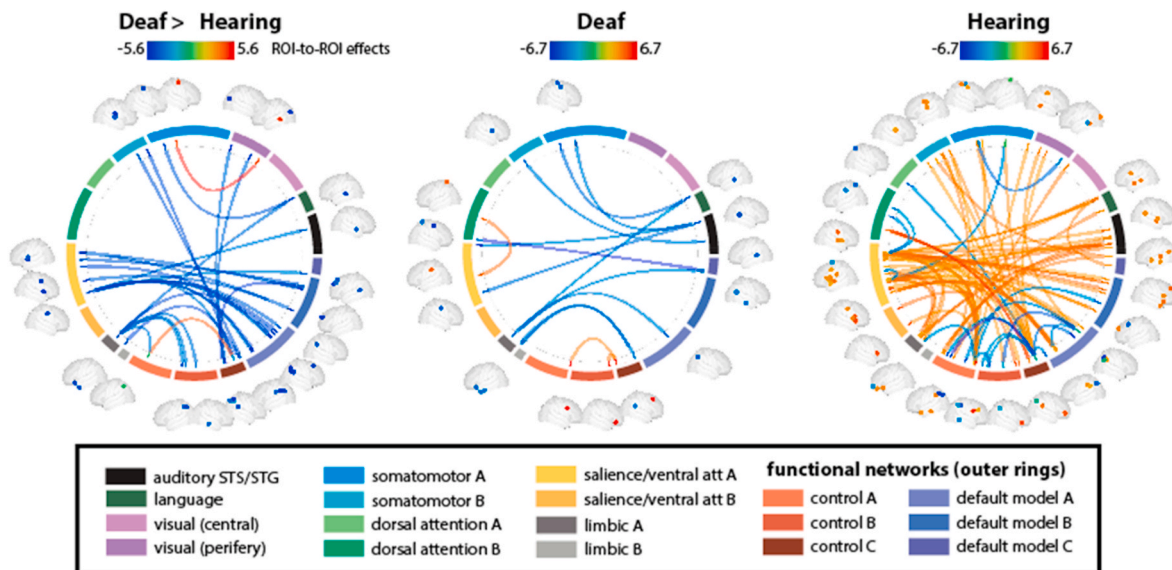 Deaf > Hearing
-5.6 5.6 ROI-to-ROI effects
Deaf
-6.7 6.7
Hearing
-6.7 6.7
auditory STS/STG
language
visual (central)
visual (perifery)
somatomotor A
somatomotor B
dorsal attention A
dorsal attention B
salience/ventral att A
salience/ventral att B
limbic A
limbic B
functional networks (outer rings)
control A
control B
control C
default model A
default model B
default model C